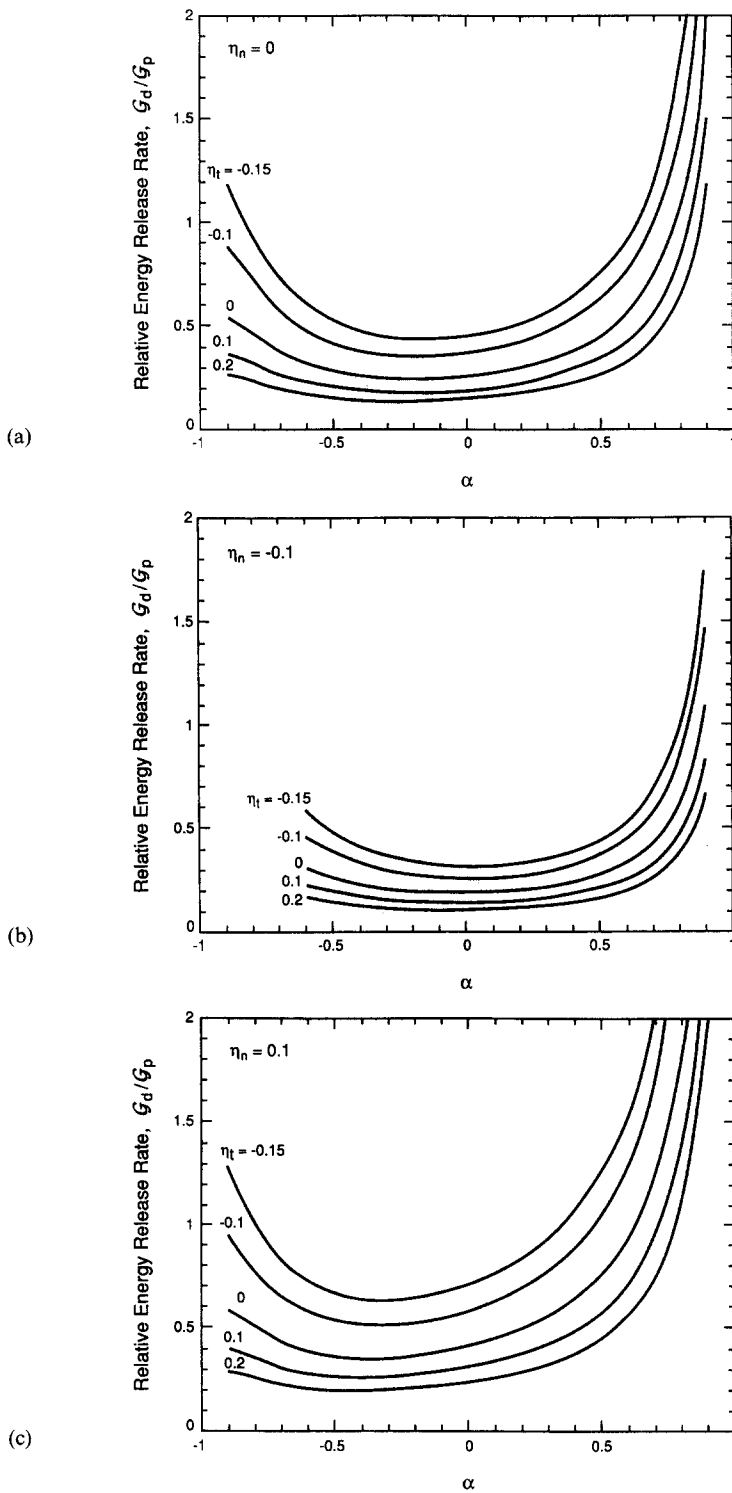 ηn = 0
Relative Energy Release Rate, Gd/Gp
2
1.5
1
0.5
0
ηt = -0.15
-0.1
0
0.1
0.2
-1
-0.5
0
0.5
1
α
(a)
ηn = -0.1
Relative Energy Release Rate, Gd/Gp
2
1.5
1
0.5
0
ηt = -0.15
-0.1
0
0.1
0.2
-1
-0.5
0
0.5
1
α
(b)
ηn = 0.1
Relative Energy Release Rate, Gd/Gp
2
1.5
1
0.5
0
ηt = -0.15
-0.1
0
0.1
0.2
-1
-0.5
0
0.5
1
α
(c)